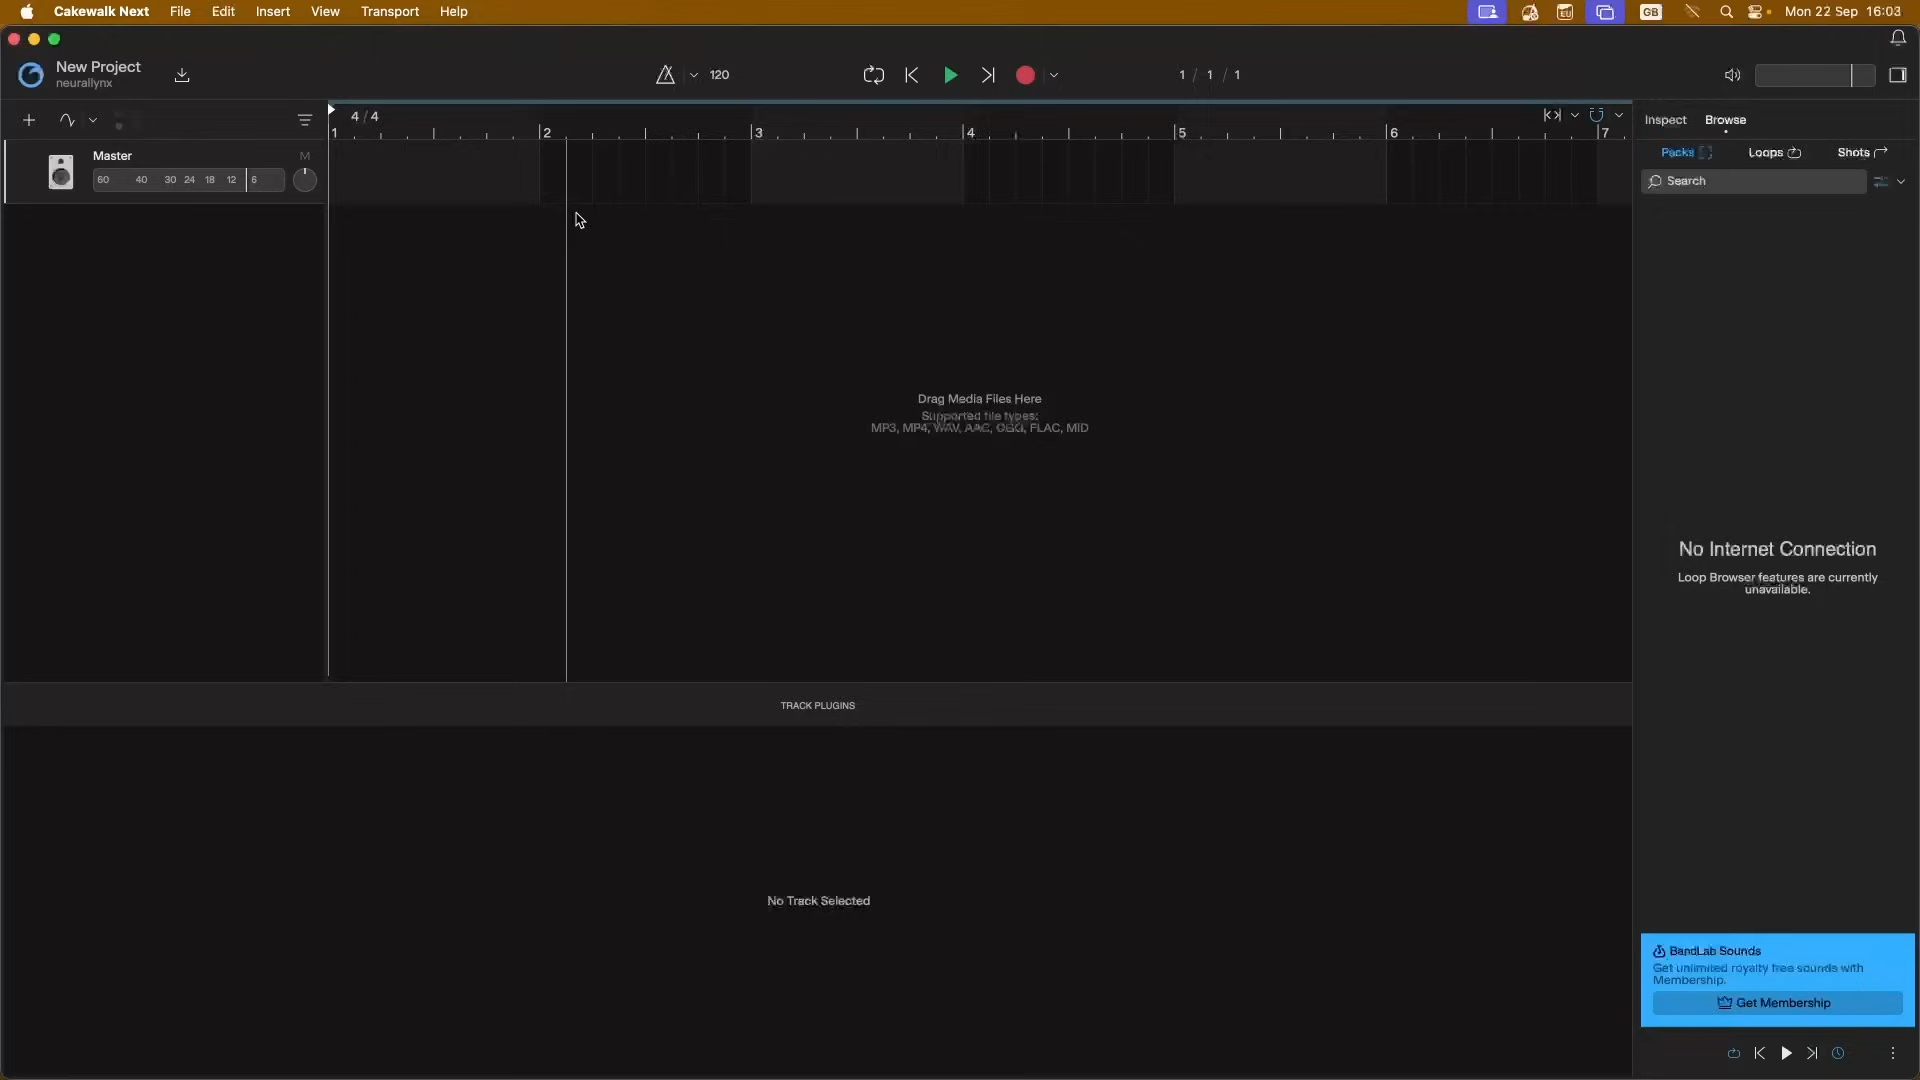 Cakewalk Next File Edit Insert View Transport Help
GB Mon 22 Sep 16:03
New Project
neurallynx
120
1 / 1 / 1
4 / 4
1 2 3 4 5 6 7
Inspect Browse
Packs Loops Shots
Search
Master M
60 40 30 24 18 12 6
Drag Media Files Here
Supported file types:
MP3, MP4, WAV, AAC, OGG, FLAC, MID
No Internet Connection
Loop Browser features are currently
unavailable.
TRACK PLUGINS
No Track Selected
BandLab Sounds
Get unlimited royalty free sounds with
Membership.
Get Membership